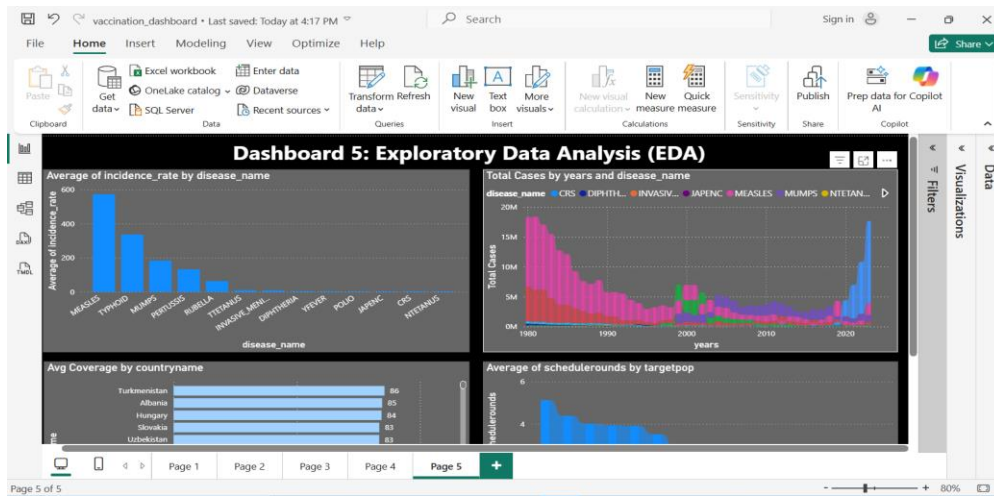 vaccination_dashboard • Last saved: Today at 4:17 PM
Search
Sign in
File Home Insert Modeling View Optimize Help
Share
Paste
Get data
Excel workbook
OneLake catalog
SQL Server
Enter data
Dataverse
Recent sources
Transform data
Refresh
New visual
Text box
More visuals
New visual calculation
New measure
Quick measure
Sensitivity
Publish
Prep data for AI
Copilot
Clipboard Data Queries Insert Calculations Sensitivity Share Copilot
Dashboard 5: Exploratory Data Analysis (EDA)
Average of incidence_rate by disease_name
Average of incidence_rate
600
400
200
0
MEASLES TYPHOID MUMPS PERTUSSIS RUBELLA TTETANUS INVASIVE_MENI... DIPHTHERIA YFEVER POLIO JAPENC CRS NTETANUS
disease_name
Total Cases by years and disease_name
disease_name CRS DIPHTH... INVASIV... JAPENC MEASLES MUMPS NTETAN...
Total Cases
20M
15M
10M
5M
0M
1980 1990 2000 2010 2020
years
Avg Coverage by countryname
Turkmenistan 86
Albania 85
Hungary 84
Slovakia 83
Uzbekistan 83
Average of schedulerounds by targetpop
6
4
Filters
Visualizations
Data
Page 1 Page 2 Page 3 Page 4 Page 5
Page 5 of 5
80%